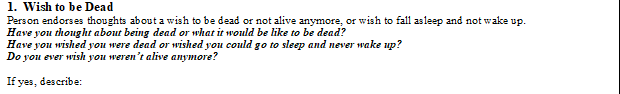 1. Wish to be Dead
Person endorses thoughts about a wish to be dead or not alive anymore, or wish to fall asleep and not wake up.
Have you thought about being dead or what it would be like to be dead?
Have you wished you were dead or wished you could go to sleep and never wake up?
Do you ever wish you weren't alive anymore?
If yes, describe: